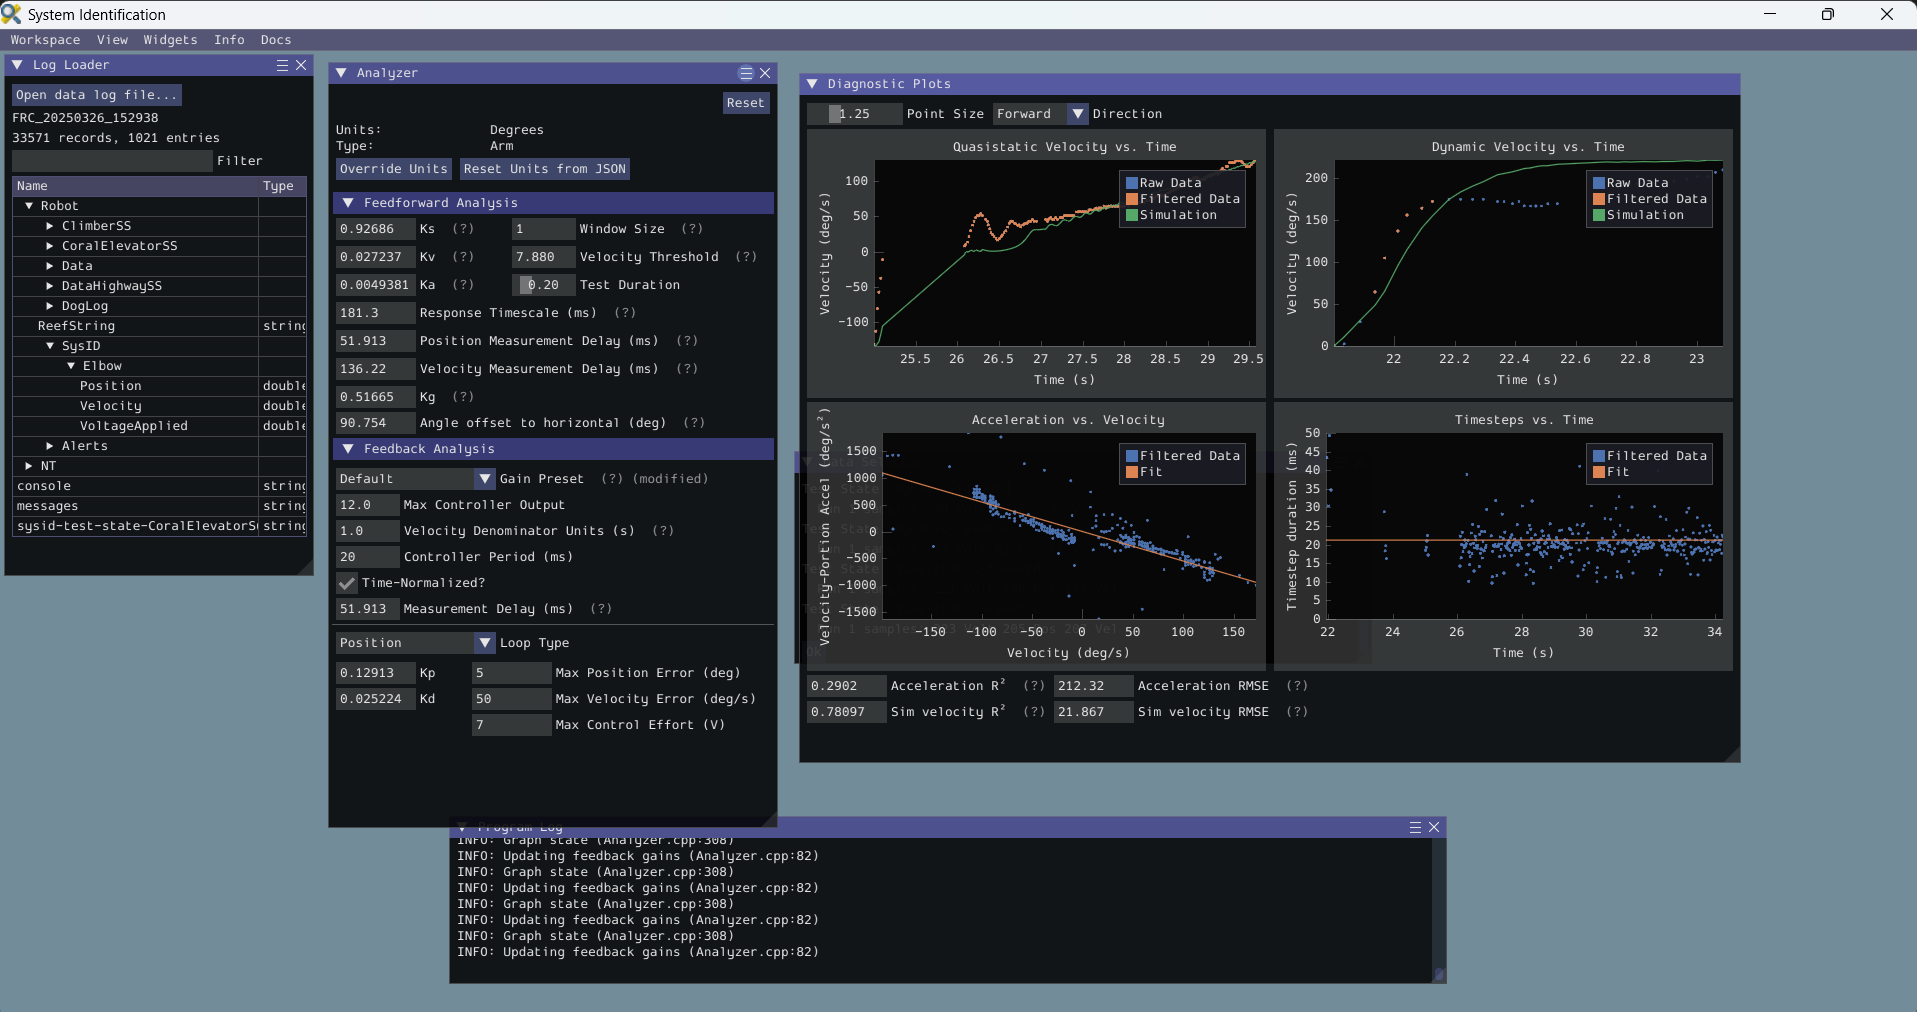 System Identification
Workspace View Widgets Info Docs
Log Loader
Open data log file...
FRC_20250326_152938
33571 records, 1021 entries
Filter
Name Type
Robot
ClimberSS
CoralElevatorSS
Data
DataHighwaySS
DogLog
ReefString string
SysID
Elbow
Position double
Velocity double
VoltageApplied double
Alerts
NT
console string
messages string
sysid-test-state-CoralElevatorS string
Analyzer
Reset
Units: Degrees
Type: Arm
Override Units Reset Units from JSON
Feedforward Analysis
0.92686 Ks (?) 1 Window Size (?)
0.027237 Kv (?) 7.880 Velocity Threshold (?)
0.0049381 Ka (?) 0.20 Test Duration
181.3 Response Timescale (ms) (?)
51.913 Position Measurement Delay (ms) (?)
136.22 Velocity Measurement Delay (ms) (?)
0.51665 Kg (?)
90.754 Angle offset to horizontal (deg) (?)
Feedback Analysis
Default Gain Preset (?) (modified)
12.0 Max Controller Output
1.0 Velocity Denominator Units (s) (?)
20 Controller Period (ms)
Time-Normalized?
51.913 Measurement Delay (ms) (?)
Position Loop Type
0.12913 Kp 5 Max Position Error (deg)
0.025224 Kd 50 Max Velocity Error (deg/s)
7 Max Control Effort (V)
Diagnostic Plots
1.25 Point Size Forward Direction
Quasistatic Velocity vs. Time
Raw Data
Filtered Data
Simulation
Velocity (deg/s)
100
50
0
-50
-100
25.5 26 26.5 27 27.5 28 28.5 29 29.5
Time (s)
Dynamic Velocity vs. Time
Raw Data
Filtered Data
Simulation
Velocity (deg/s)
200
150
100
50
0
22 22.2 22.4 22.6 22.8 23
Time (s)
Acceleration vs. Velocity
Filtered Data
Fit
Velocity-Portion Accel (deg/s²)
1500
1000
500
0
-500
-1000
-1500
-150 -100 -50 0 50 100 150
Velocity (deg/s)
Timesteps vs. Time
Filtered Data
Fit
Timestep duration (ms)
50
45
40
35
30
25
20
15
10
5
0
22 24 26 28 30 32 34
Time (s)
0.2902 Acceleration R² (?) 212.32 Acceleration RMSE (?)
0.78097 Sim velocity R² (?) 21.867 Sim velocity RMSE (?)
Program Log
INFO: Graph state (Analyzer.cpp:308)
INFO: Updating feedback gains (Analyzer.cpp:82)
INFO: Graph state (Analyzer.cpp:308)
INFO: Updating feedback gains (Analyzer.cpp:82)
INFO: Graph state (Analyzer.cpp:308)
INFO: Updating feedback gains (Analyzer.cpp:82)
INFO: Graph state (Analyzer.cpp:308)
INFO: Updating feedback gains (Analyzer.cpp:82)